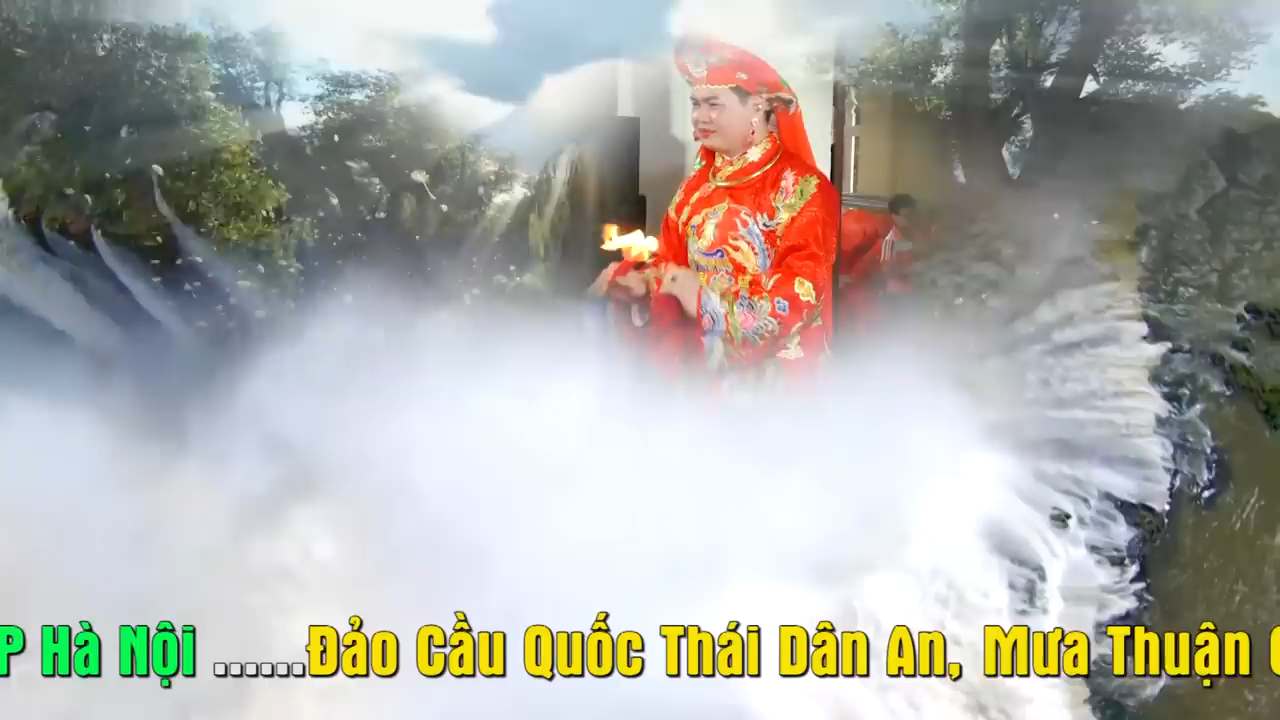 P Hà Nội ......Đảo Cầu Quốc Thái Dân An, Mưa Thuận